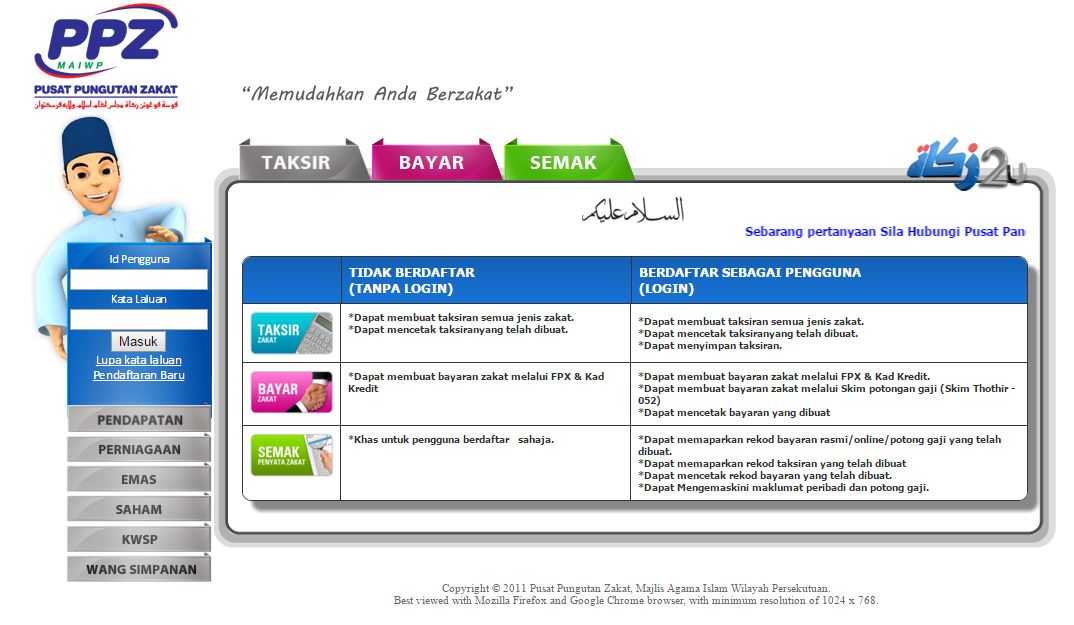 PPZ
MAIWP
PUSAT PUNGUTAN ZAKAT
"Memudahkan Anda Berzakat"
TAKSIR
BAYAR
SEMAK
زكاة2u
السلام عليكم
Sebarang pertanyaan Sila Hubungi Pusat Pan
Id Pengguna
Kata Laluan
Masuk
Lupa kata laluan
Pendaftaran Baru
PENDAPATAN
PERNIAGAAN
EMAS
SAHAM
KWSP
WANG SIMPANAN
TIDAK BERDAFTAR
(TANPA LOGIN)
BERDAFTAR SEBAGAI PENGGUNA
(LOGIN)
TAKSIR
ZAKAT
*Dapat membuat taksiran semua jenis zakat.
*Dapat mencetak taksiranyang telah dibuat.
*Dapat membuat taksiran semua jenis zakat.
*Dapat mencetak taksiranyang telah dibuat.
*Dapat menyimpan taksiran.
BAYAR
ZAKAT
*Dapat membuat bayaran zakat melalui FPX & Kad
Kredit
*Dapat membuat bayaran zakat melalui FPX & Kad Kredit.
*Dapat membuat bayaran zakat melalui Skim potongan gaji (Skim Thothir -
052)
*Dapat mencetak bayaran yang dibuat
SEMAK
PENYATA ZAKAT
*Khas untuk pengguna berdaftar sahaja.
*Dapat memaparkan rekod bayaran rasmi/online/potong gaji yang telah
dibuat.
*Dapat memaparkan rekod taksiran yang telah dibuat
*Dapat mencetak rekod bayaran yang telah dibuat.
*Dapat Mengemaskini maklumat peribadi dan potong gaji.
Copyright © 2011 Pusat Pungutan Zakat, Majlis Agama Islam Wilayah Persekutuan.
Best viewed with Mozilla Firefox and Google Chrome browser, with minimum resolution of 1024 x 768.